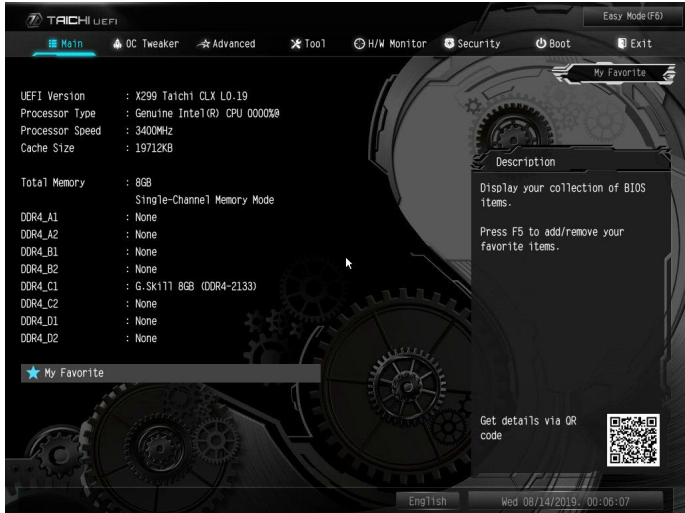 TAICHI UEFI
Easy Mode(F6)
Main OC Tweaker Advanced Tool H/W Monitor Security Boot Exit
My Favorite
UEFI Version : X299 Taichi CLX L0.19
Processor Type : Genuine Intel(R) CPU 0000%@
Processor Speed : 3400MHz
Cache Size : 19712KB
Total Memory : 8GB
Single-Channel Memory Mode
DDR4_A1 : None
DDR4_A2 : None
DDR4_B1 : None
DDR4_B2 : None
DDR4_C1 : G.Skill 8GB (DDR4-2133)
DDR4_C2 : None
DDR4_D1 : None
DDR4_D2 : None
My Favorite
Description
Display your collection of BIOS
items.
Press F5 to add/remove your
favorite items.
Get details via QR
code
English
Wed 08/14/2019. 00:06:07